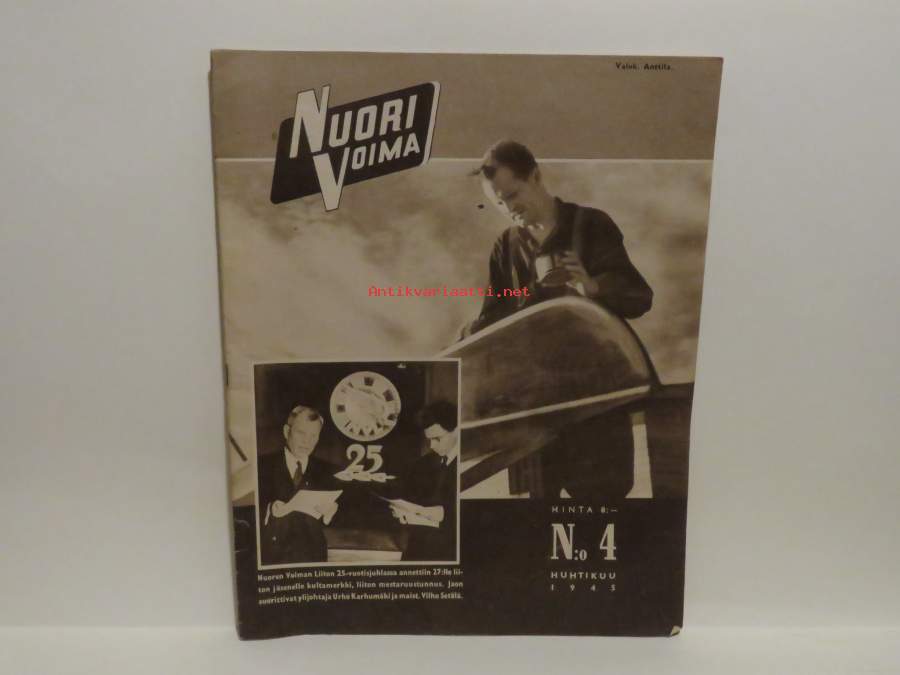 Valok. Anttila.
NUORI
VOIMA
Antikvariaatti.net
25
Nuoren Voiman Liiton 25-vuotisjuhlassa annettiin 27:lle lii-
ton jäsenelle kultamerkki, liiton mestaruustunnus. Jaon
suorittivat ylijohtaja Urho Karhumäki ja maist. Vilho Setälä.
HINTA 8:—
N:o 4
HUHTIKUU
1945